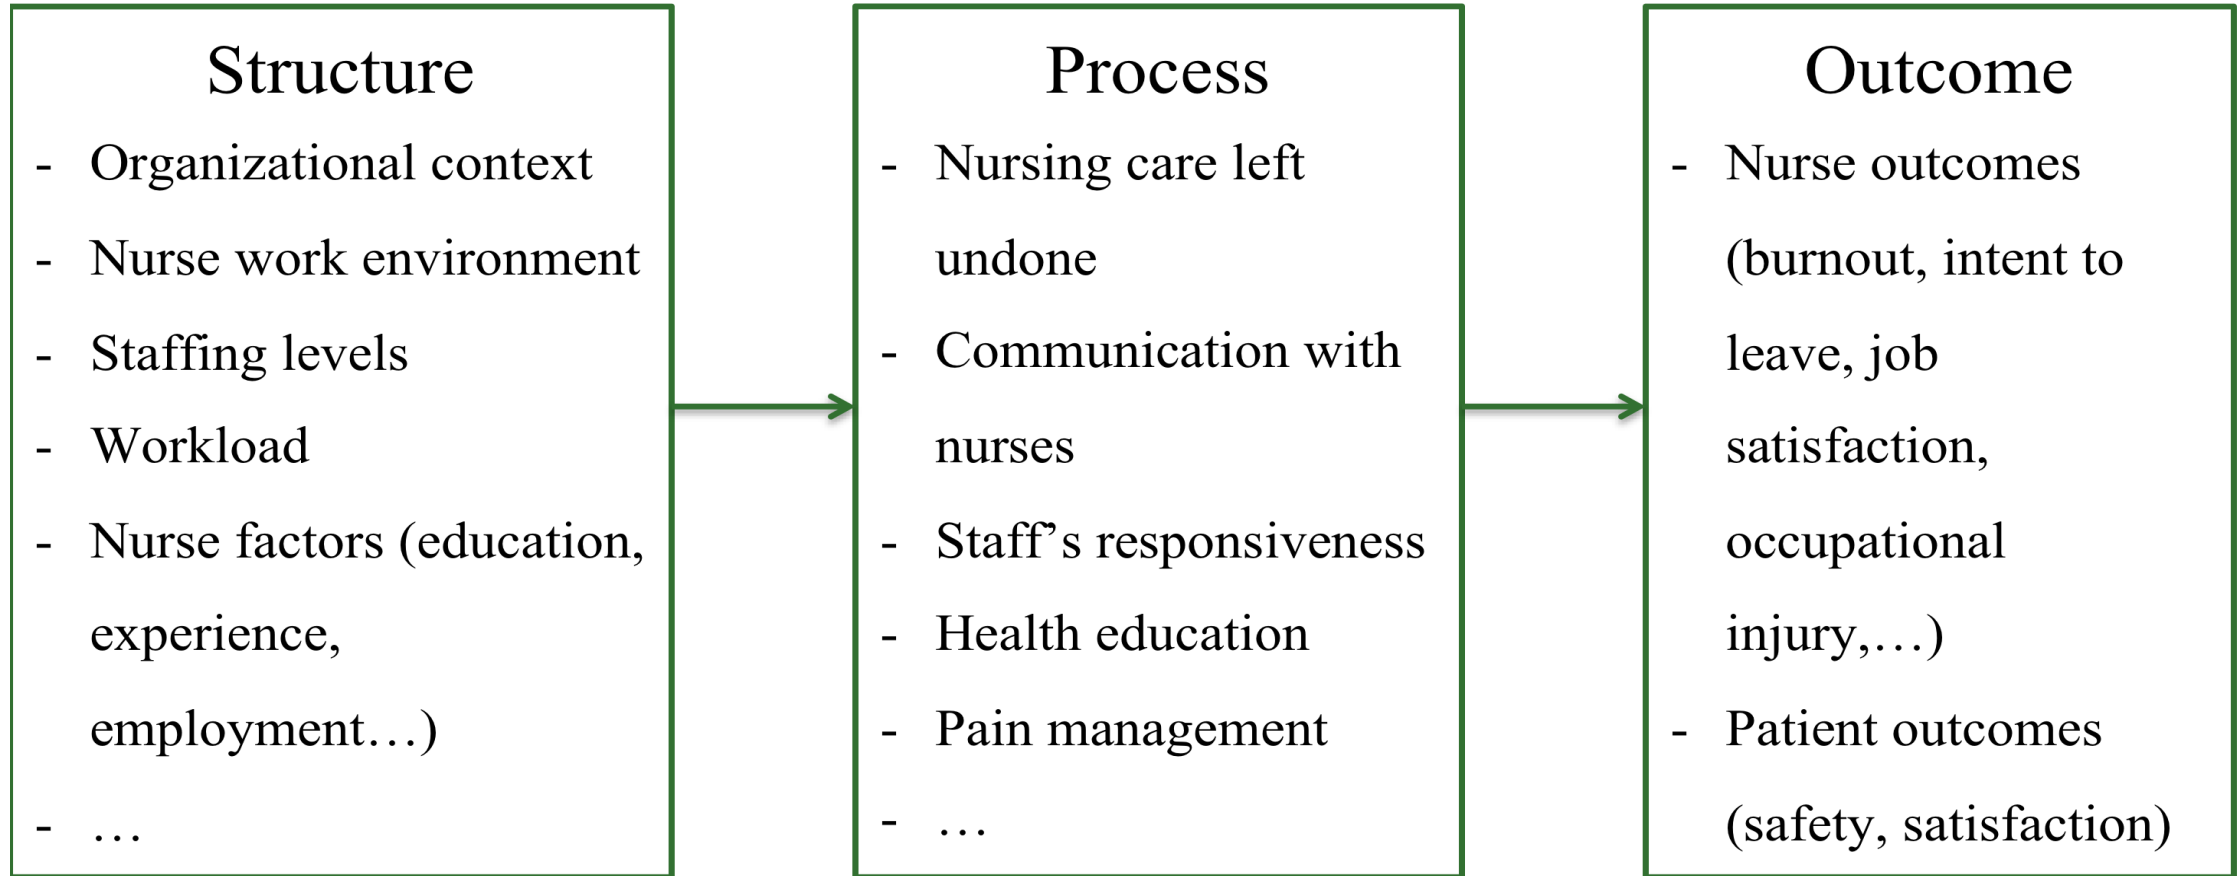 Structure
- Organizational context
- Nurse work environment
- Staffing levels
- Workload
- Nurse factors (education,
experience,
employment…)
- …
Process
- Nursing care left
undone
- Communication with
nurses
- Staff’s responsiveness
- Health education
- Pain management
- …
Outcome
- Nurse outcomes
(burnout, intent to
leave, job
satisfaction,
occupational
injury,…)
- Patient outcomes
(safety, satisfaction)